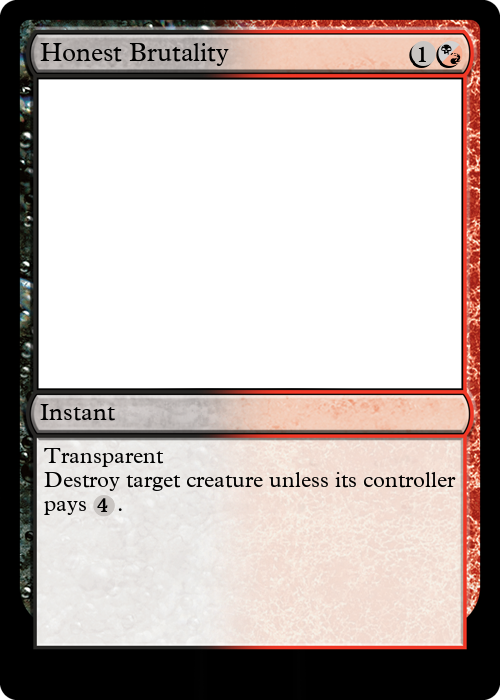 Honest Brutality 1
Instant
Transparent
Destroy target creature unless its controller
pays 4.